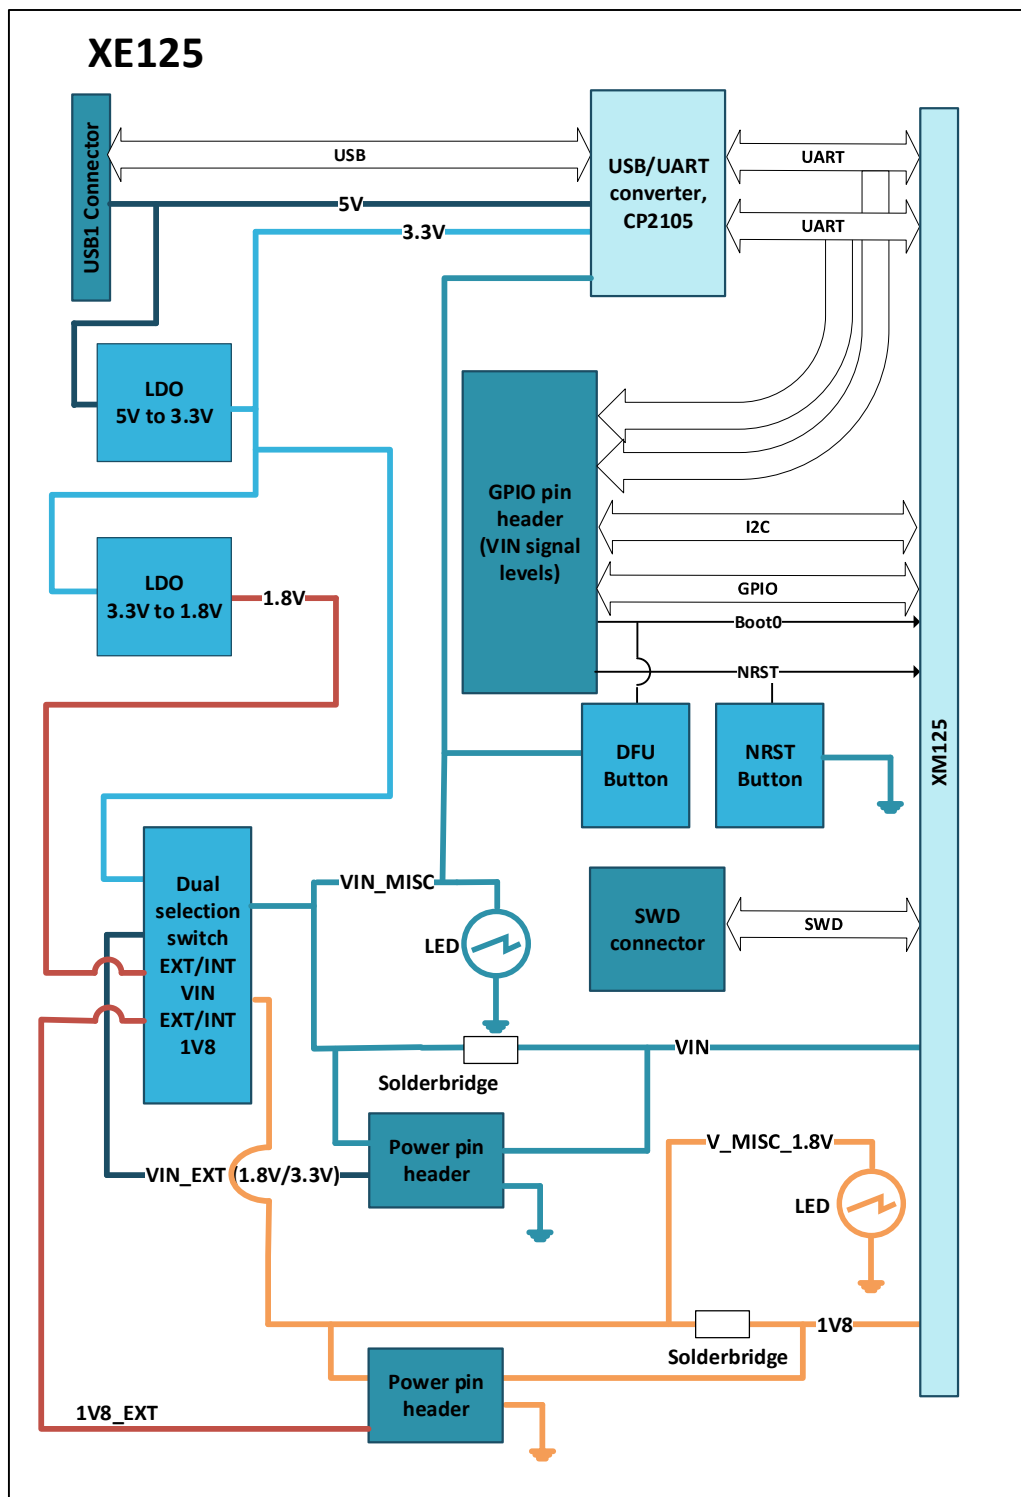 XE125
USB1 Connector
USB
USB/UART
converter,
CP2105
UART
UART
5V
3.3V
LDO
5V to 3.3V
GPIO pin
header
(VIN signal
levels)
I2C
GPIO
Boot0
NRST
LDO
3.3V to 1.8V
1.8V
DFU
Button
NRST
Button
XM125
Dual
selection
switch
EXT/INT
VIN
EXT/INT
1V8
VIN_MISC
LED
SWD
connector
SWD
Solderbridge
VIN
Power pin
header
VIN_EXT (1.8V/3.3V)
V_MISC_1.8V
LED
Solderbridge
1V8
Power pin
header
1V8_EXT